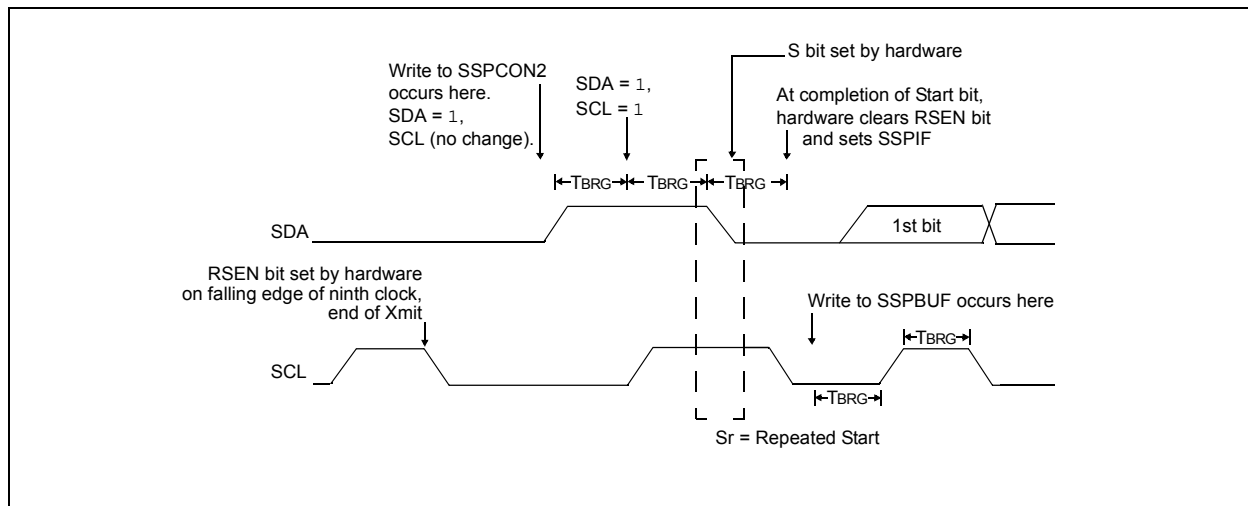 S bit set by hardware
Write to SSPCON2
occurs here.
SDA = 1,
SCL (no change).
SDA = 1,
SCL = 1
At completion of Start bit,
hardware clears RSEN bit
and sets SSPIF
TBRG
TBRG
TBRG
SDA
1st bit
RSEN bit set by hardware
on falling edge of ninth clock,
end of Xmit
Write to SSPBUF occurs here
TBRG
SCL
TBRG
Sr = Repeated Start